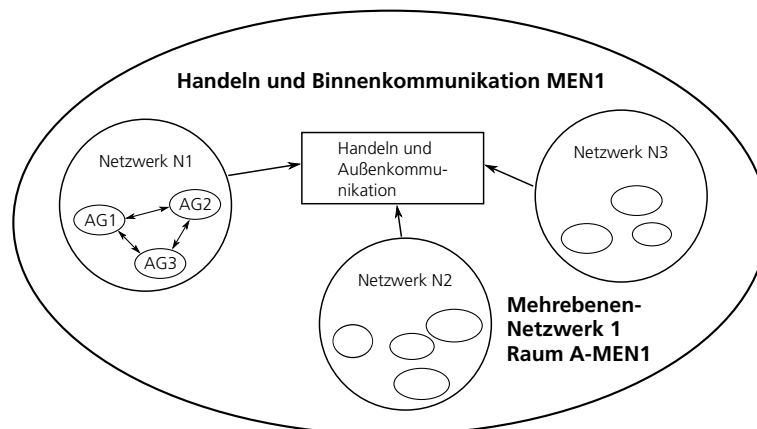 Handeln und Binnenkommunikation MEN1
Netzwerk N1
AG1
AG2
AG3
Handeln und
Außenkommu-
nikation
Netzwerk N3
Netzwerk N2
Mehrebenen-
Netzwerk 1
Raum A-MEN1